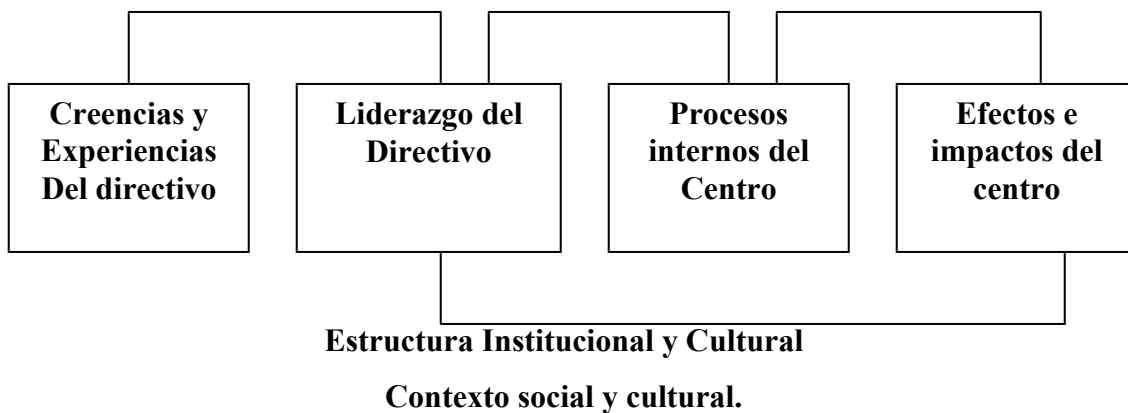 Creencias y
Experiencias
Del directivo
Liderazgo del
Directivo
Procesos
internos del
Centro
Efectos e
impactos del
centro
Estructura Institucional y Cultural
Contexto social y cultural.